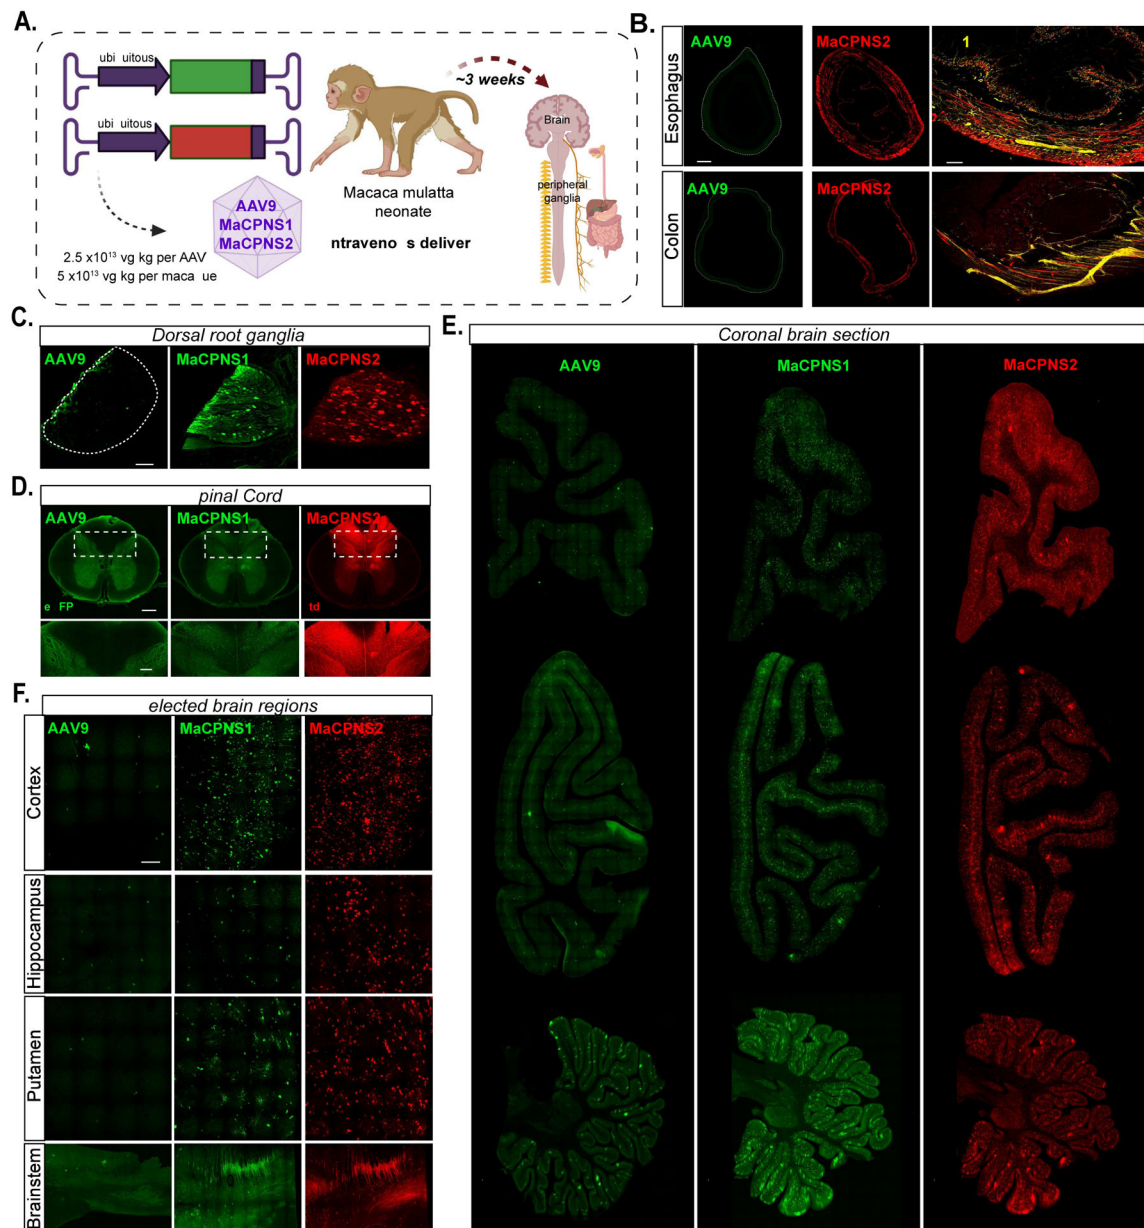 A.
ubi uitous
ubi uitous
AAV9
MaCPNS1
MaCPNS2
2.5 x10¹³ vg kg per AAV
5 x10¹³ vg kg per maca ue
Macaca mulatta
neonate
ntraveno s deliver
~3 weeks
Brain
peripheral
ganglia
B.
Esophagus
AAV9
MaCPNS2
1
Colon
AAV9
MaCPNS2
C.
Dorsal root ganglia
AAV9
MaCPNS1
MaCPNS2
D.
pinal Cord
AAV9
MaCPNS1
MaCPNS2
e FP
td
E.
Coronal brain section
AAV9
MaCPNS1
MaCPNS2
F.
elected brain regions
AAV9
MaCPNS1
MaCPNS2
Cortex
Hippocampus
Putamen
Brainstem